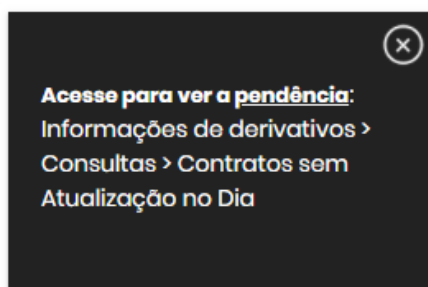 Acesse para ver a pendência:
Informações de derivativos >
Consultas > Contratos sem
Atualização no Dia